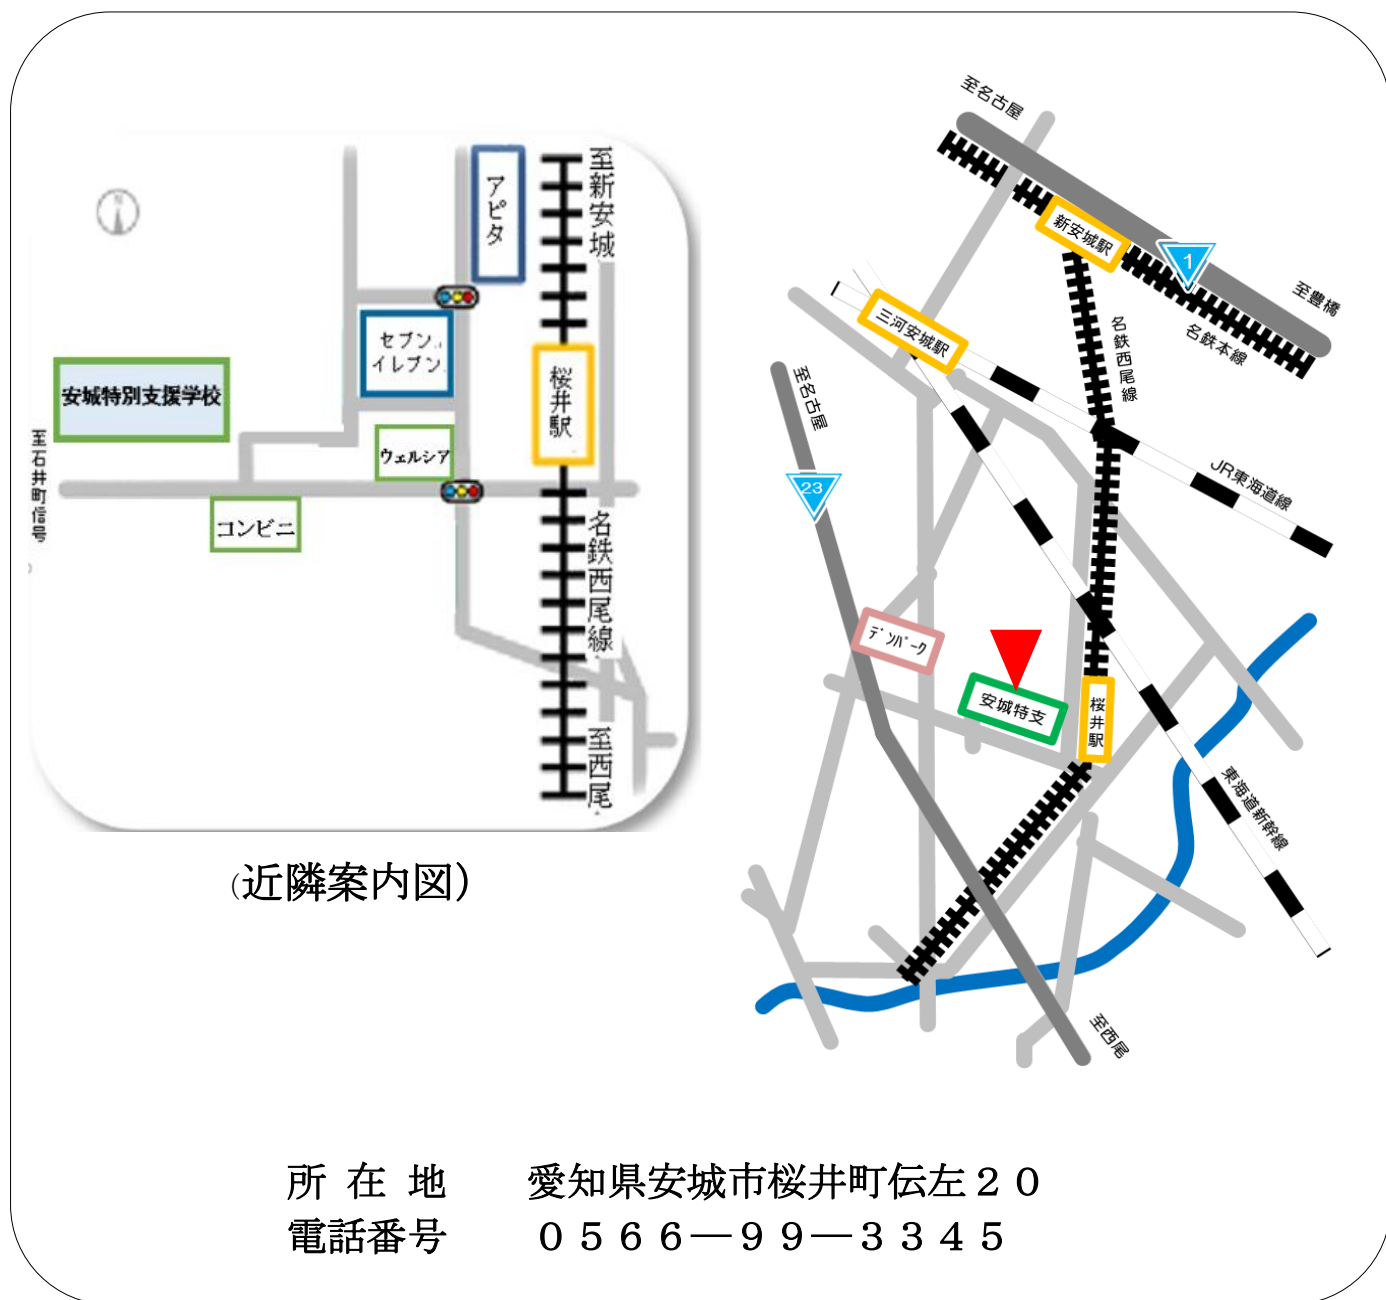 N
アピタ
至新安城
セブン
イレブン
安城特別支援学校
桜井駅
ウェルシア
至石井町信号
コンビニ
名鉄西尾線
至西尾
(近隣案内図)
至名古屋
新安城駅
1
至豊橋
名鉄本線
三河安城駅
名鉄西尾線
至名古屋
23
JR東海道線
デンパーク
安城特支
桜井駅
東海道新幹線
至西尾
所 在 地 愛知県安城市桜井町伝左20
電話番号 0566―99―3345